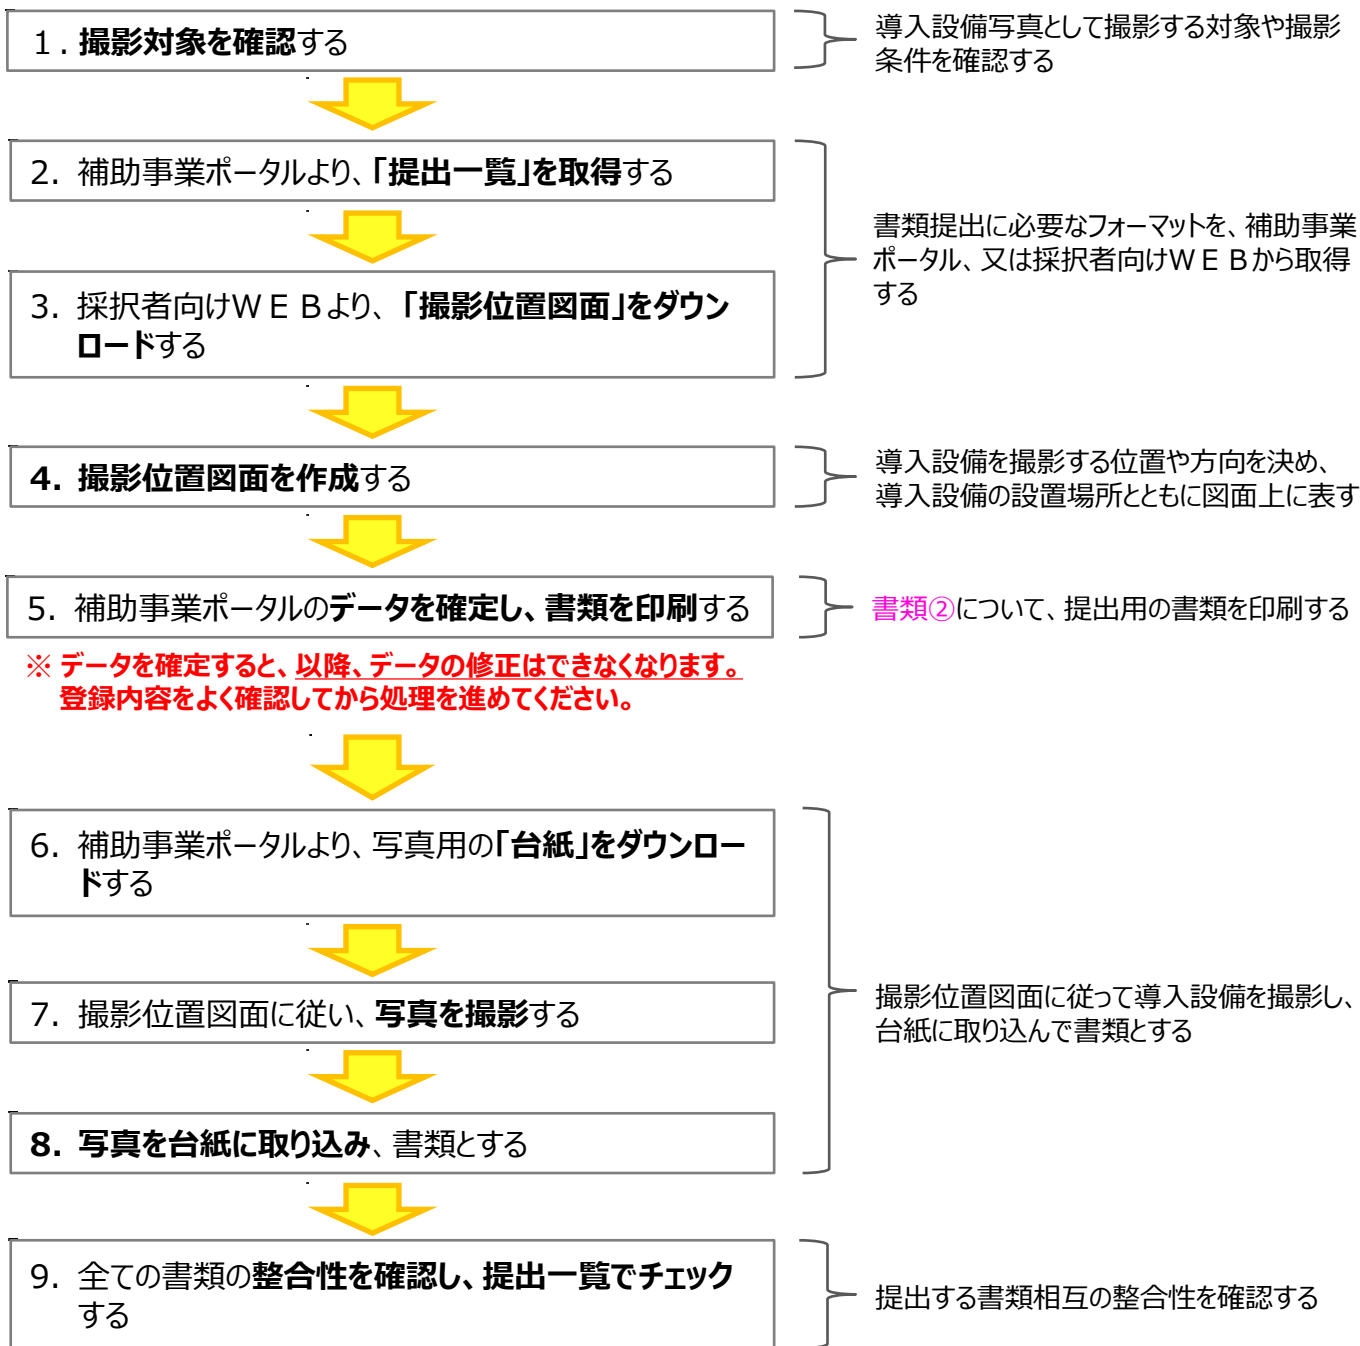 １. 撮影対象を確認する
導入設備写真として撮影する対象や撮影
条件を確認する
2. 補助事業ポータルより、「提出一覧」を取得する
3. 採択者向けＷＥＢより、「撮影位置図面」をダウン
ロードする
書類提出に必要なフォーマットを、補助事業
ポータル、又は採択者向けＷＥＢから取得
する
4. 撮影位置図面を作成する
導入設備を撮影する位置や方向を決め、
導入設備の設置場所とともに図面上に表す
5. 補助事業ポータルのデータを確定し、書類を印刷する
書類②について、提出用の書類を印刷する
※ データを確定すると、以降、データの修正はできなくなります。
登録内容をよく確認してから処理を進めてください。
6. 補助事業ポータルより、写真用の「台紙」をダウンロー
ドする
7. 撮影位置図面に従い、写真を撮影する
8. 写真を台紙に取り込み、書類とする
撮影位置図面に従って導入設備を撮影し、
台紙に取り込んで書類とする
9. 全ての書類の整合性を確認し、提出一覧でチェック
する
提出する書類相互の整合性を確認する